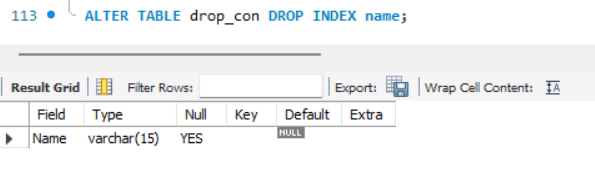 113 ALTER TABLE drop_con DROP INDEX name;
Result Grid Filter Rows: Export: Wrap Cell Content: IA
Field Type Null Key Default Extra
Name varchar(15) YES NULL